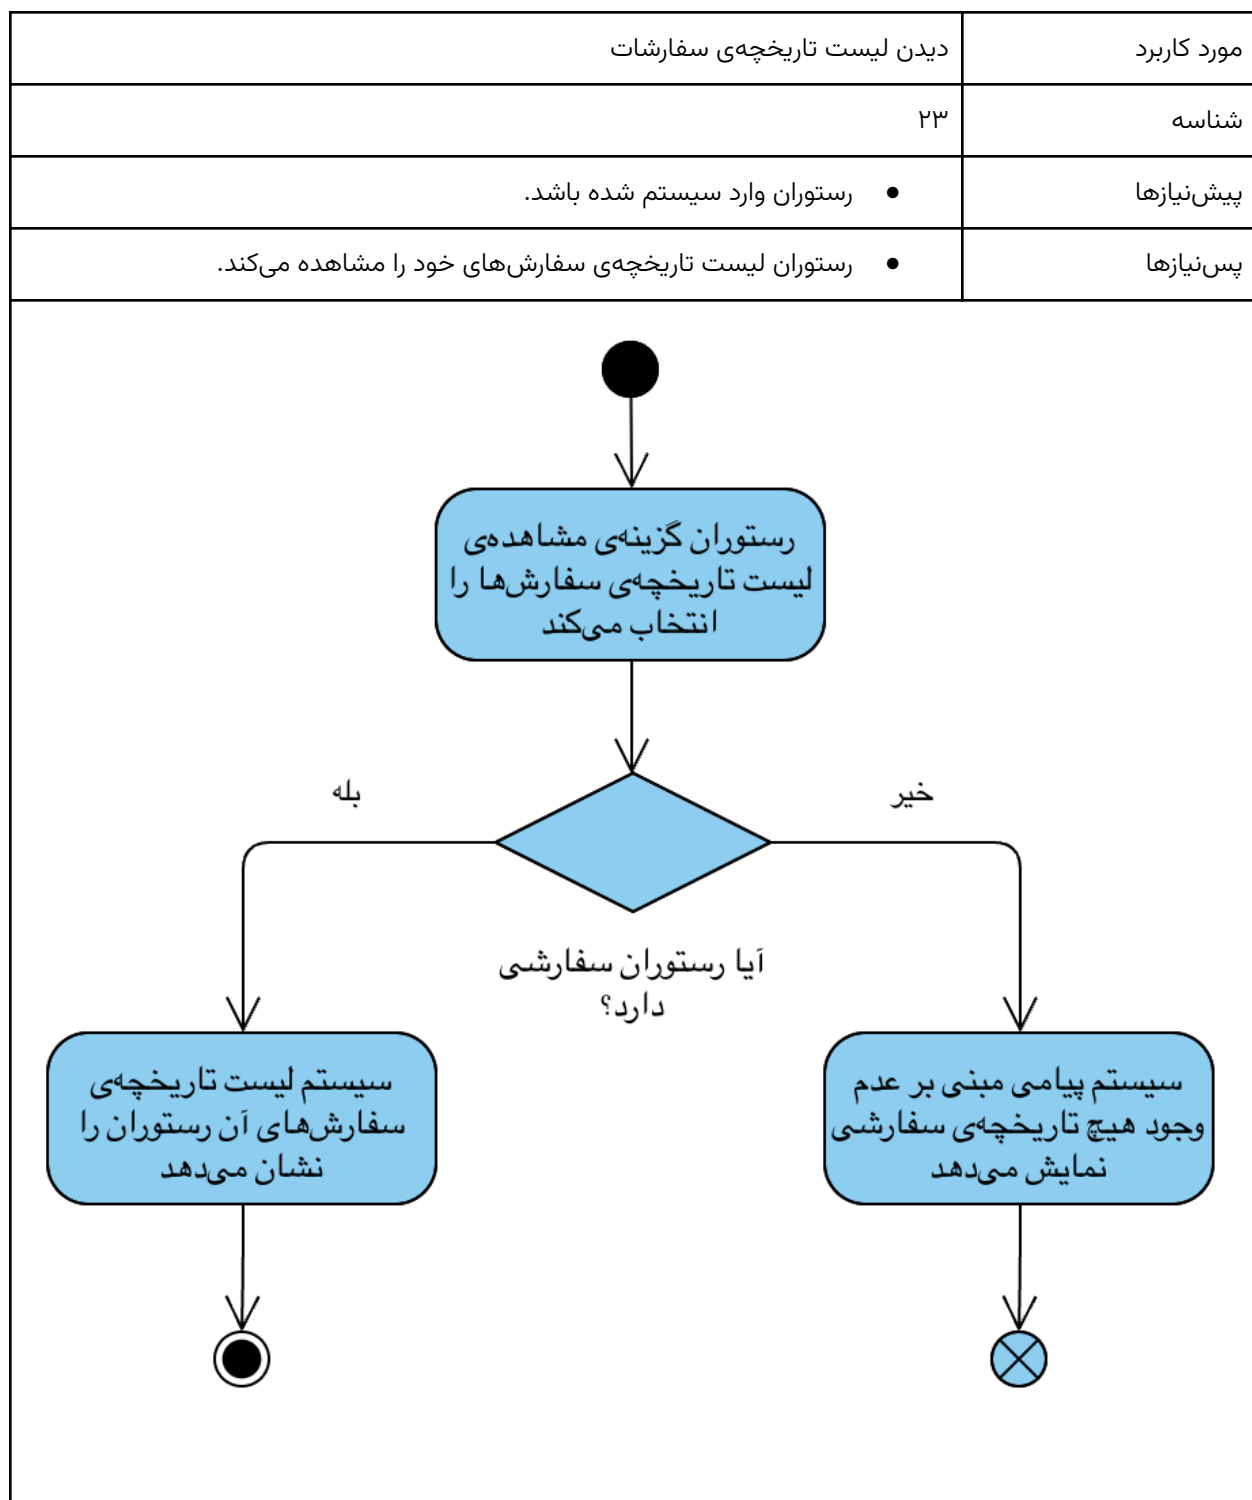 مورد کاربرد
دیدن لیست تاریخچه‌ی سفارشات
شناسه
۲۳
پیش‌نیازها
● رستوران وارد سیستم شده باشد.
پس‌نیازها
● رستوران لیست تاریخچه‌ی سفارش‌های خود را مشاهده می‌کند.
رستوران گزینه‌ی مشاهده‌ی
لیست تاریخچه‌ی سفارش‌ها را
انتخاب می‌کند
خیر
بله
آیا رستوران سفارشی
دارد؟
سیستم پیامی مبنی بر عدم
وجود هیچ تاریخچه‌ی سفارشی
نمایش می‌دهد
سیستم لیست تاریخچه‌ی
سفارش‌های آن رستوران را
نشان می‌دهد